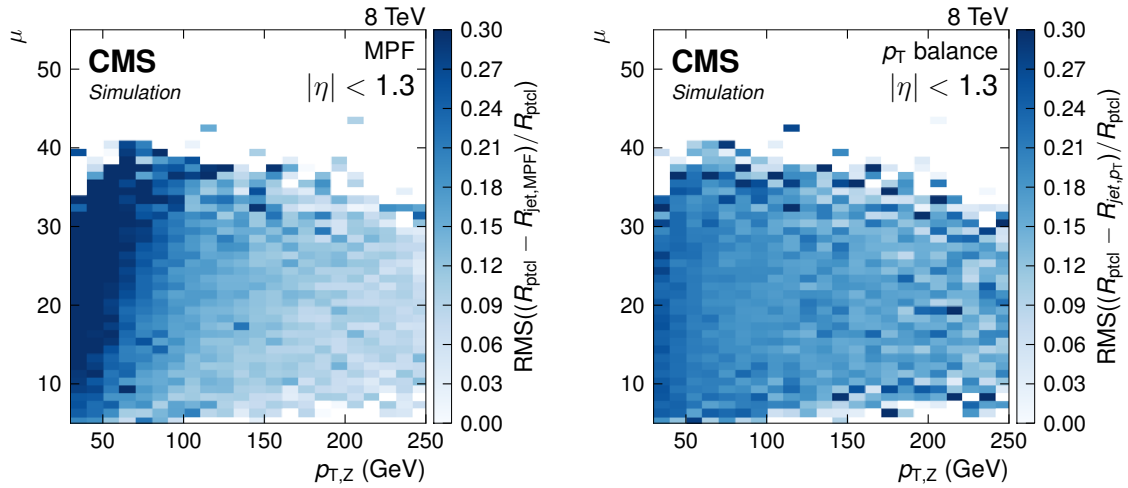 8 TeV
μ
CMS
Simulation
MPF
|η| < 1.3
50
40
30
20
10
50 100 150 200 250
p_T,Z (GeV)
0.30
0.27
0.24
0.21
0.18
0.15
0.12
0.09
0.06
0.03
0.00
RMS((R_ptcl − R_jet,MPF)/R_ptcl)
8 TeV
μ
CMS
Simulation
p_T balance
|η| < 1.3
50
40
30
20
10
50 100 150 200 250
p_T,Z (GeV)
0.30
0.27
0.24
0.21
0.18
0.15
0.12
0.09
0.06
0.03
0.00
RMS((R_ptcl − R_jet,p_T)/R_ptcl)